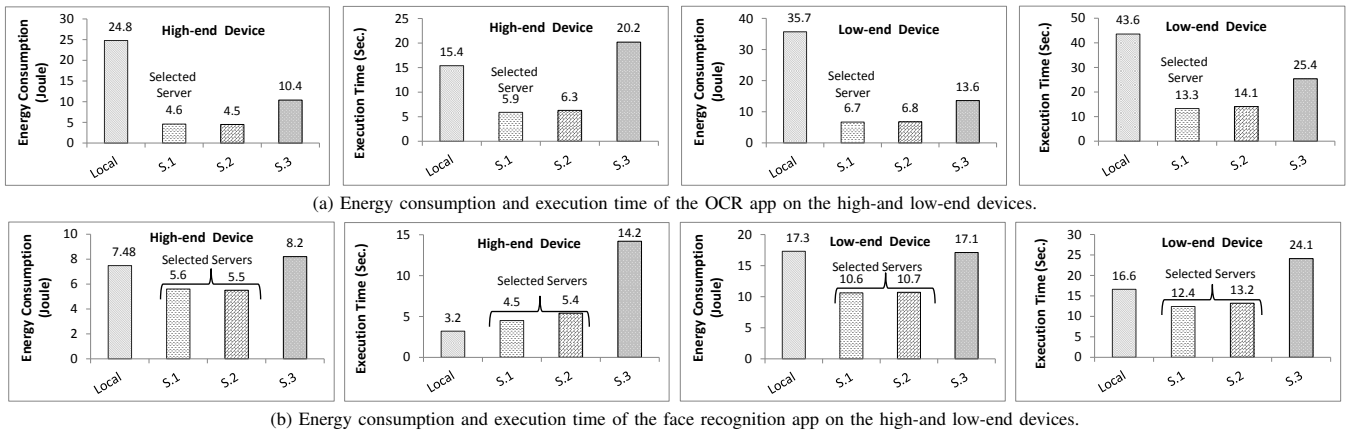 High-end Device
Energy Consumption
(Joule)
30
25
20
15
10
5
0
24.8
Selected
Server
4.6
4.5
10.4
Local
S.1
S.2
S.3
High-end Device
Execution Time (Sec.)
25
20
15
10
5
0
15.4
Selected
Server
5.9
6.3
20.2
Local
S.1
S.2
S.3
Low-end Device
Energy Consumption
(Joule)
40
30
20
10
0
35.7
Selected
Server
6.7
6.8
13.6
Local
S.1
S.2
S.3
Low-end Device
Execution Time (Sec.)
50
40
30
20
10
0
43.6
Selected
Server
13.3
14.1
25.4
Local
S.1
S.2
S.3
(a) Energy consumption and execution time of the OCR app on the high-and low-end devices.
High-end Device
Energy Consumption
(Joule)
10
8
6
4
2
0
7.48
Selected Servers
5.6
5.5
8.2
Local
S.1
S.2
S.3
High-end Device
Execution Time (Sec.)
15
10
5
0
3.2
Selected Servers
4.5
5.4
14.2
Local
S.1
S.2
S.3
Low-end Device
Energy Consumption
(Joule)
20
15
10
5
0
17.3
Selected Servers
10.6
10.7
17.1
Local
S.1
S.2
S.3
Low-end Device
Execution Time (Sec.)
30
25
20
15
10
5
0
16.6
Selected Servers
12.4
13.2
24.1
Local
S.1
S.2
S.3
(b) Energy consumption and execution time of the face recognition app on the high-and low-end devices.